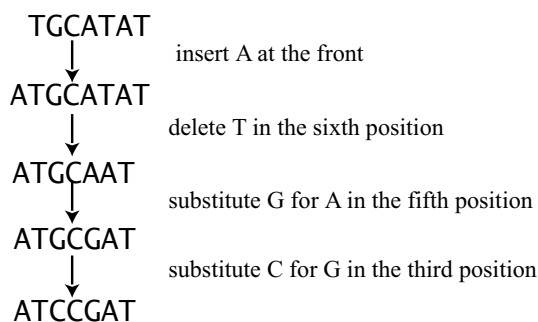 TGCATAT
insert A at the front
ATGCATAT
delete T in the sixth position
ATGCAAT
substitute G for A in the fifth position
ATGCGAT
substitute C for G in the third position
ATCCGAT